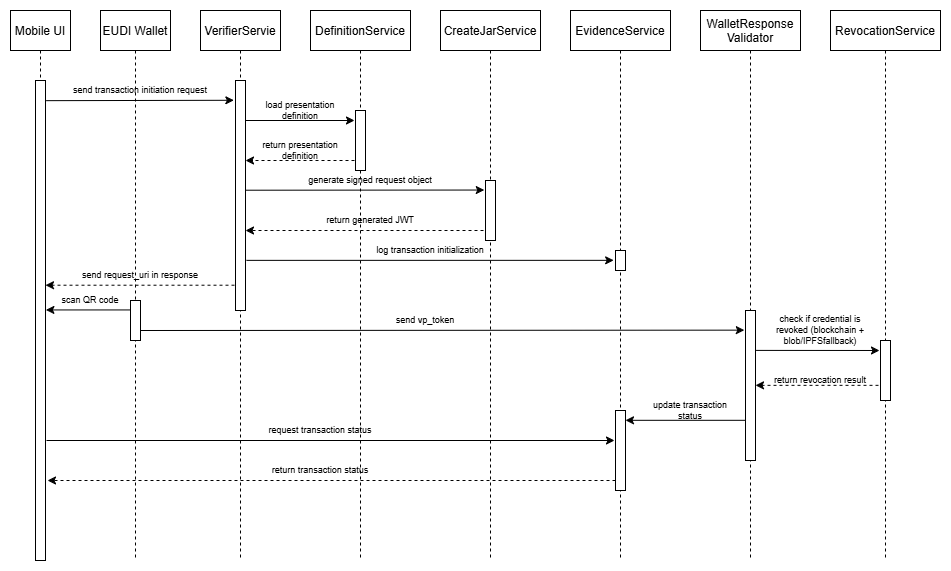 Mobile UI
EUDI Wallet
VerifierServie
DefinitionService
CreateJarService
EvidenceService
WalletResponse
Validator
RevocationService
send transaction initiation request
load presentation
definition
return presentation
definition
generate signed request object
return generated JWT
log transaction initialization
send request_uri in response
scan QR code
send vp_token
check if credential is
revoked (blockchain +
blob/IPFSfallback)
return revocation result
update transaction
status
request transaction status
return transaction status